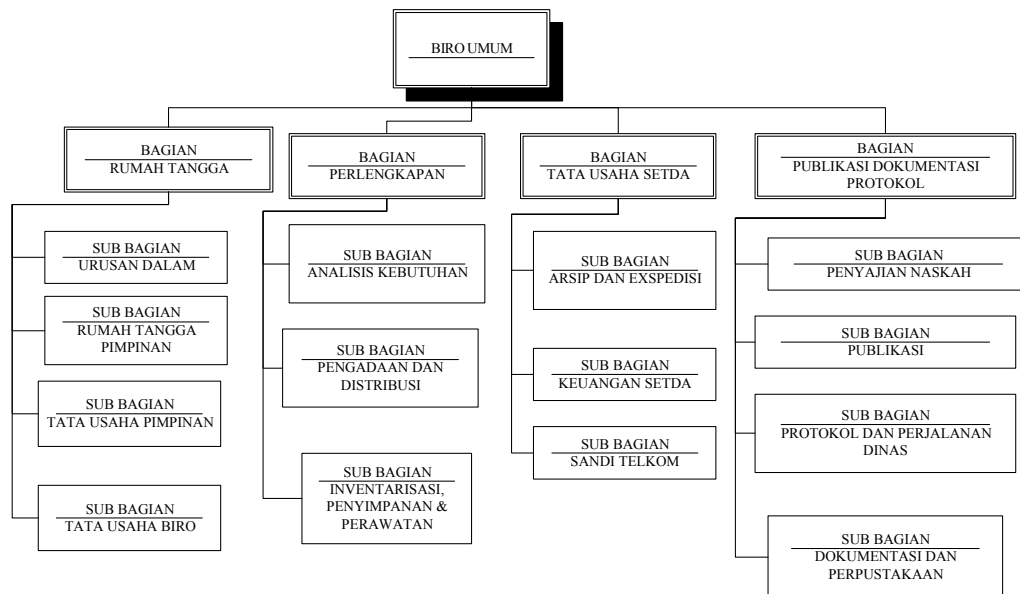 BIRO UMUM
BAGIAN
RUMAH TANGGA
BAGIAN
PERLENGKAPAN
BAGIAN
TATA USAHA SETDA
BAGIAN
PUBLIKASI DOKUMENTASI
PROTOKOL
SUB BAGIAN
URUSAN DALAM
SUB BAGIAN
RUMAH TANGGA
PIMPINAN
SUB BAGIAN
TATA USAHA PIMPINAN
SUB BAGIAN
TATA USAHA BIRO
SUB BAGIAN
ANALISIS KEBUTUHAN
SUB BAGIAN
PENGADAAN DAN
DISTRIBUSI
SUB BAGIAN
INVENTARISASI,
PENYIMPANAN &
PERAWATAN
SUB BAGIAN
ARSIP DAN EXSPEDISI
SUB BAGIAN
KEUANGAN SETDA
SUB BAGIAN
SANDI TELKOM
SUB BAGIAN
PENYAJIAN NASKAH
SUB BAGIAN
PUBLIKASI
SUB BAGIAN
PROTOKOL DAN PERJALANAN
DINAS
SUB BAGIAN
DOKUMENTASI DAN
PERPUSTAKAAN